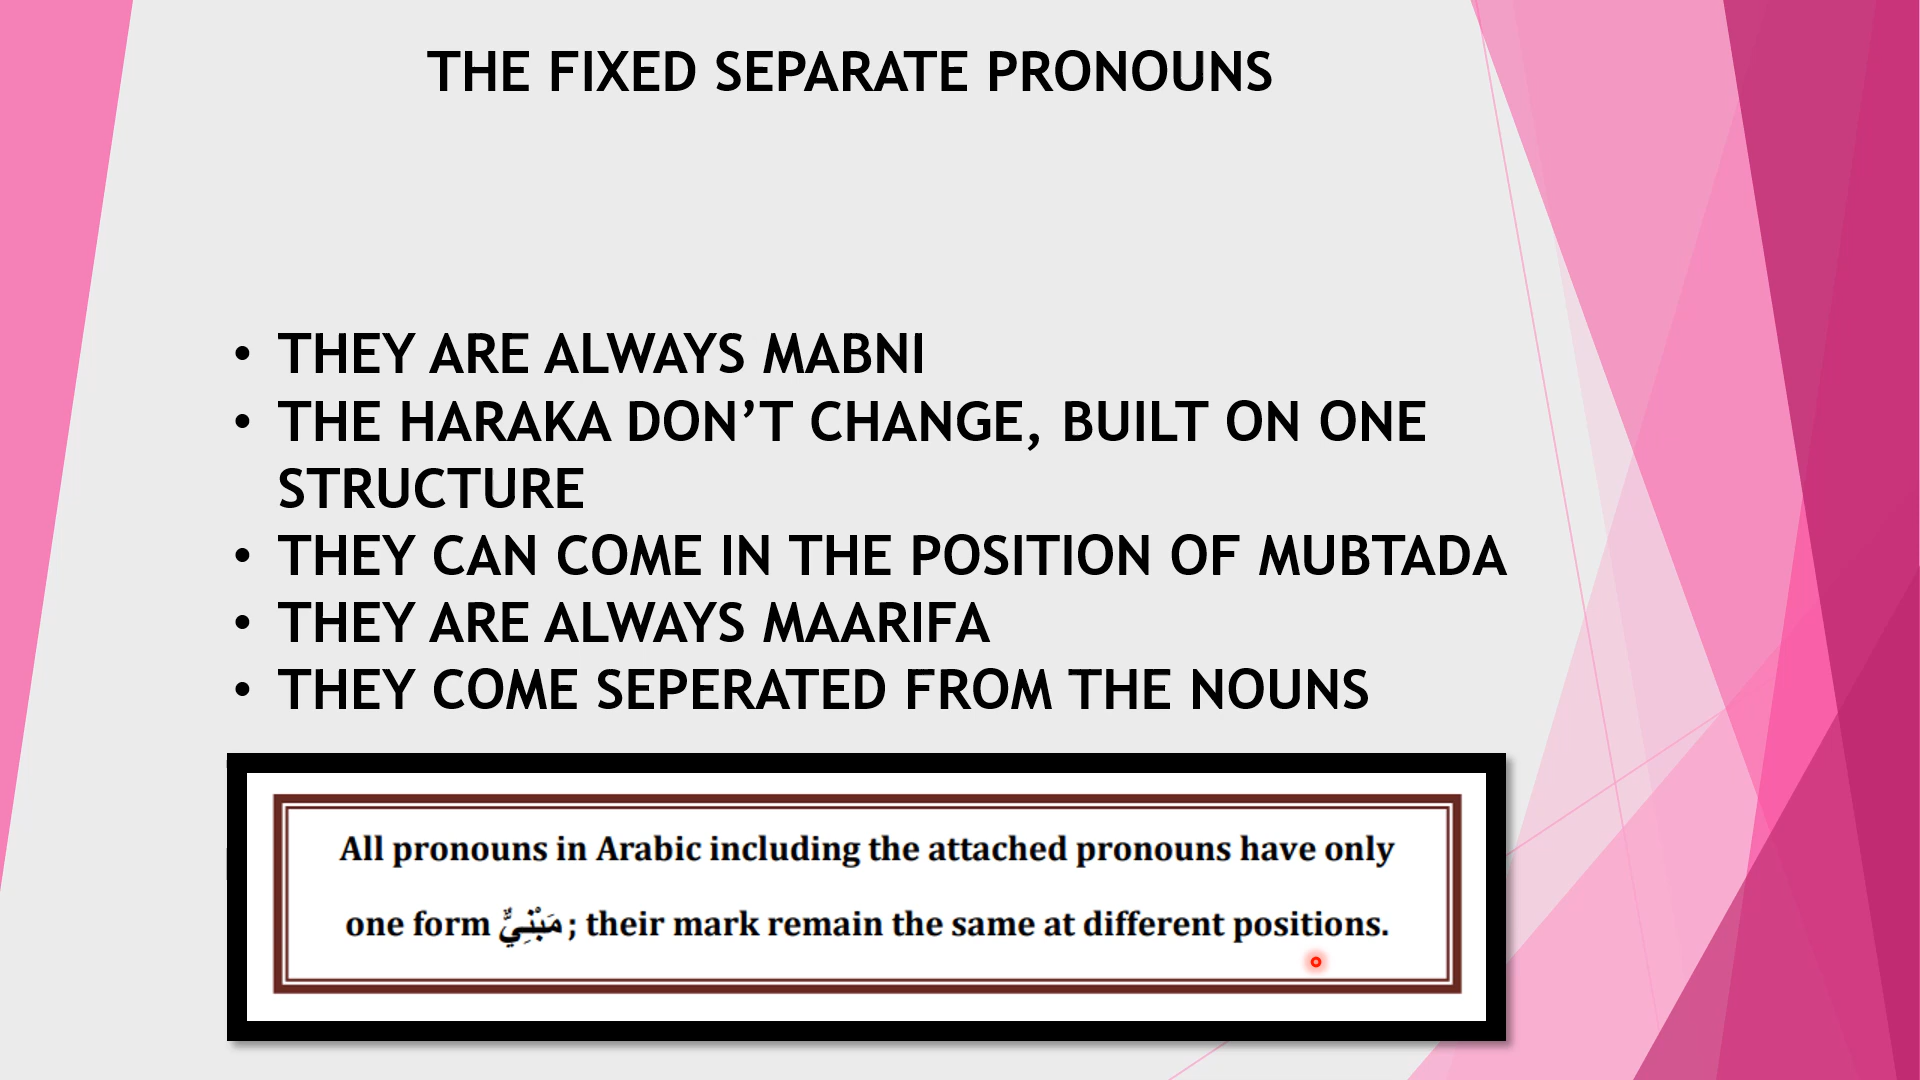 THE FIXED SEPARATE PRONOUNS
• THEY ARE ALWAYS MABNI
• THE HARAKA DON’T CHANGE, BUILT ON ONE
STRUCTURE
• THEY CAN COME IN THE POSITION OF MUBTADA
• THEY ARE ALWAYS MAARIFA
• THEY COME SEPERATED FROM THE NOUNS
All pronouns in Arabic including the attached pronouns have only
one form مَبْنِيٌّ ; their mark remain the same at different positions.